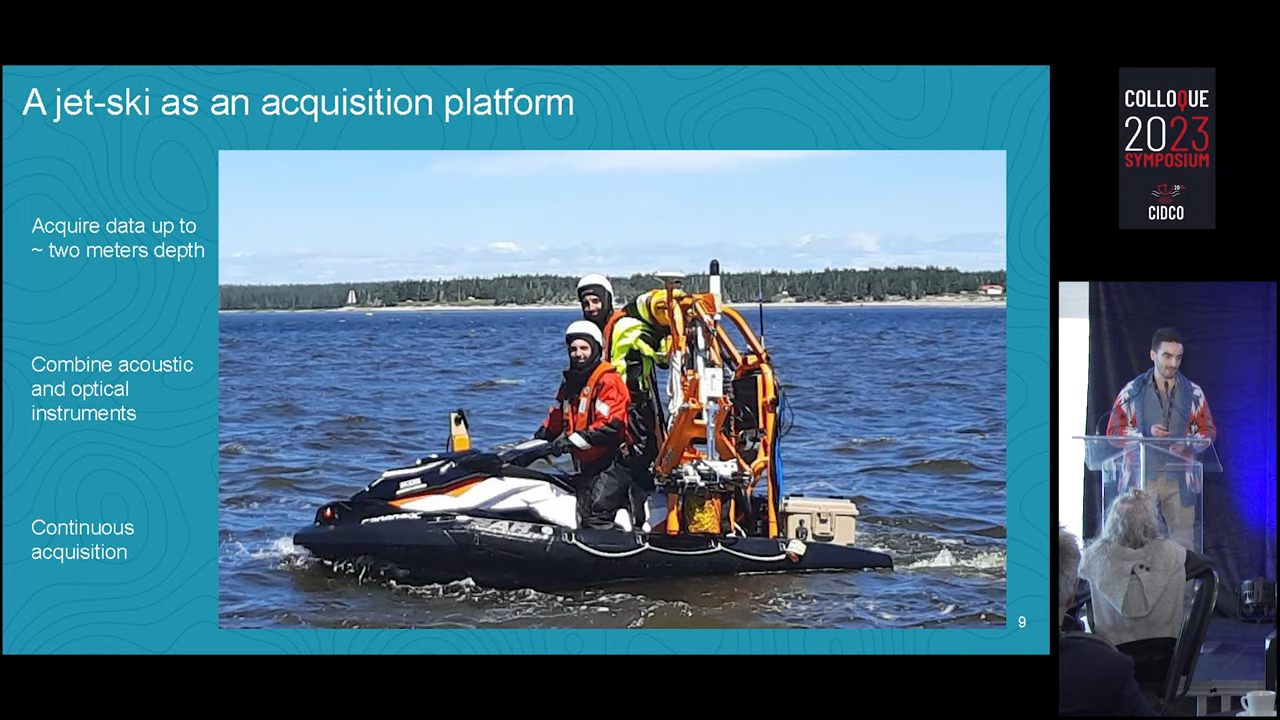 A jet-ski as an acquisition platform
Acquire data up to
~ two meters depth
Combine acoustic
and optical
instruments
Continuous
acquisition
9
COLLOQUE
2023
SYMPOSIUM
CIDCO